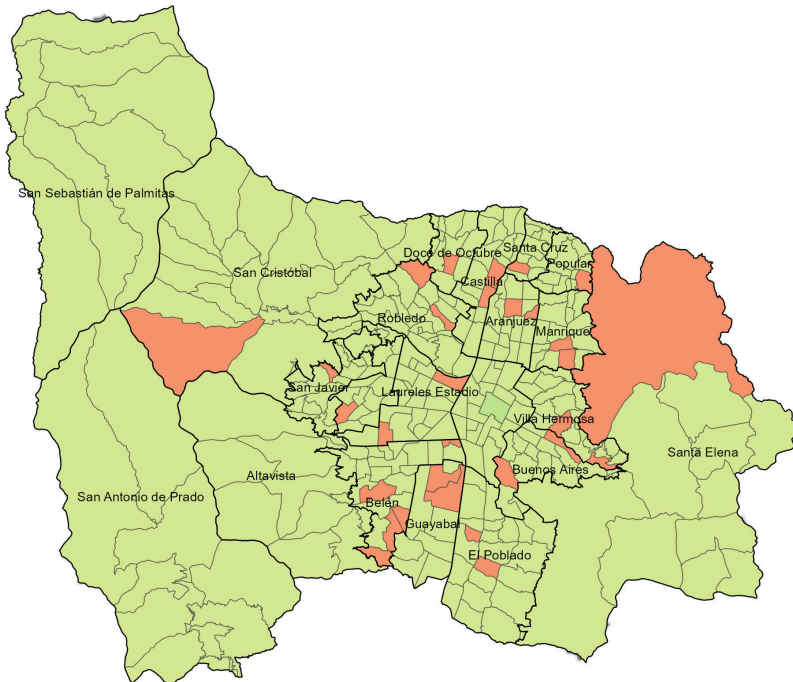 San Sebastián de Palmitas
San Cristóbal
Doce de Octubre
Santa Cruz
Popular
Castilla
Robledo
Aranjuez
Manrique
San Javier
Laureles Estadio
Villa Hermosa
Santa Elena
Buenos Aires
Altavista
San Antonio de Prado
Belén
Guayabal
El Poblado